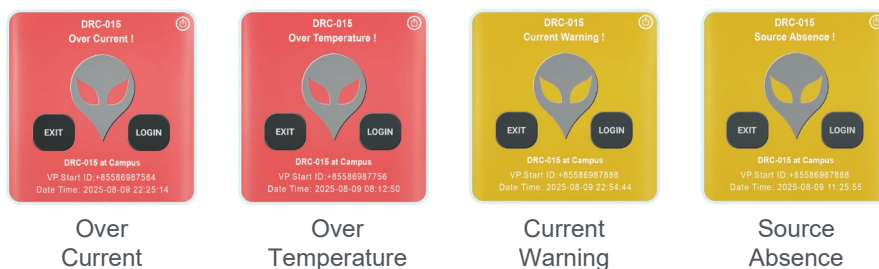 DRC-015
Over Current !
EXIT
LOGIN
DRC-015 at Campus
VP.Start ID:+85586987564
Date Time: 2025-08-09 22:25:14
Over
Current
DRC-015
Over Temperature !
EXIT
LOGIN
DRC-015 at Campus
VP.Start ID:+85586987756
Date Time: 2025-08-09 08:12:50
Over
Temperature
DRC-015
Current Warning !
EXIT
LOGIN
DRC-015 at Campus
VP.Start ID:+85586987888
Date Time: 2025-08-09 22:54:44
Current
Warning
DRC-015
Source Absence !
EXIT
LOGIN
DRC-015 at Campus
VP.Start ID:+85586987888
Date Time: 2025-08-09 11:25:55
Source
Absence